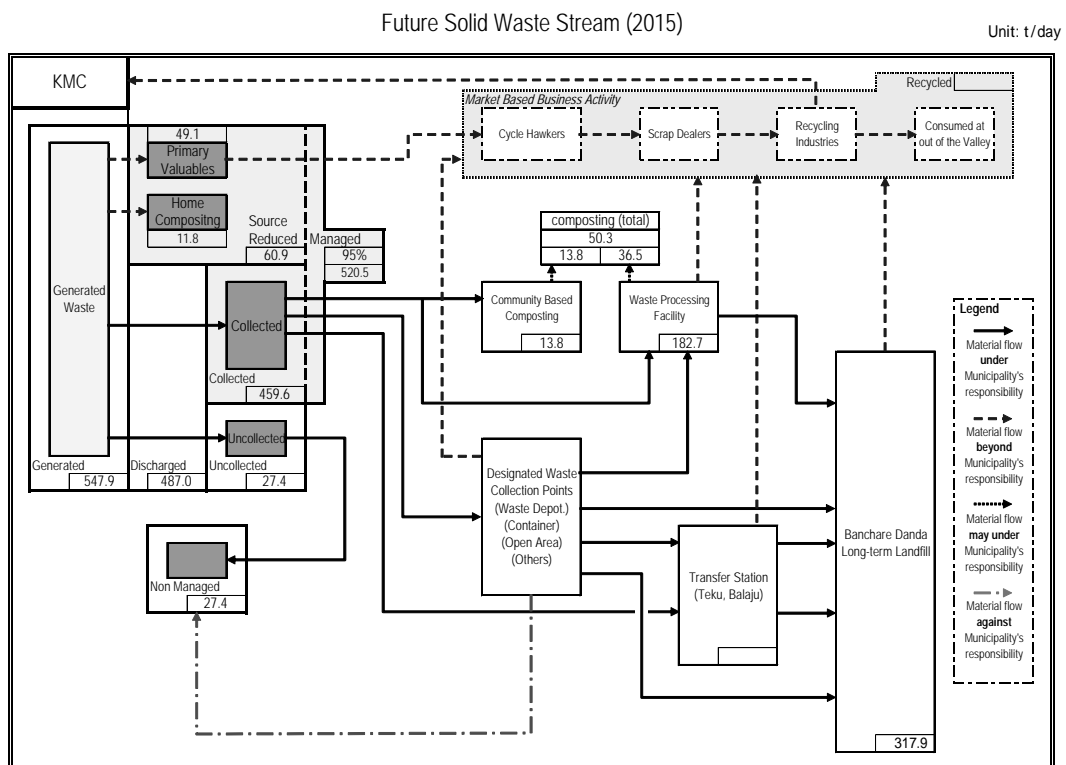 Future Solid Waste Stream (2015)
Unit: t/day
KMC
Recycled
Market Based Business Activity
Cycle Hawkers
Scrap Dealers
Recycling
Industries
Consumed at
out of the Valley
49.1
Primary
Valuables
Home
Compositng
11.8
Source
Reduced
60.9
Managed
95%
520.5
composting (total)
50.3
13.8
36.5
Generated
Waste
Collected
Collected
459.6
Community Based
Composting
13.8
Waste Processing
Facility
182.7
Uncollected
Generated
547.9
Discharged
487.0
Uncollected
27.4
Designated Waste
Collection Points
(Waste Depot.)
(Container)
(Open Area)
(Others)
Non Managed
27.4
Transfer Station
(Teku, Balaju)
Banchare Danda
Long-term Landfill
317.9
Legend
Material flow
under
Municipality's
responsibility
Material flow
beyond
Municipality's
responsibility
Material flow
may under
Municipality's
responsibility
Material flow
against
Municipality's
responsibility